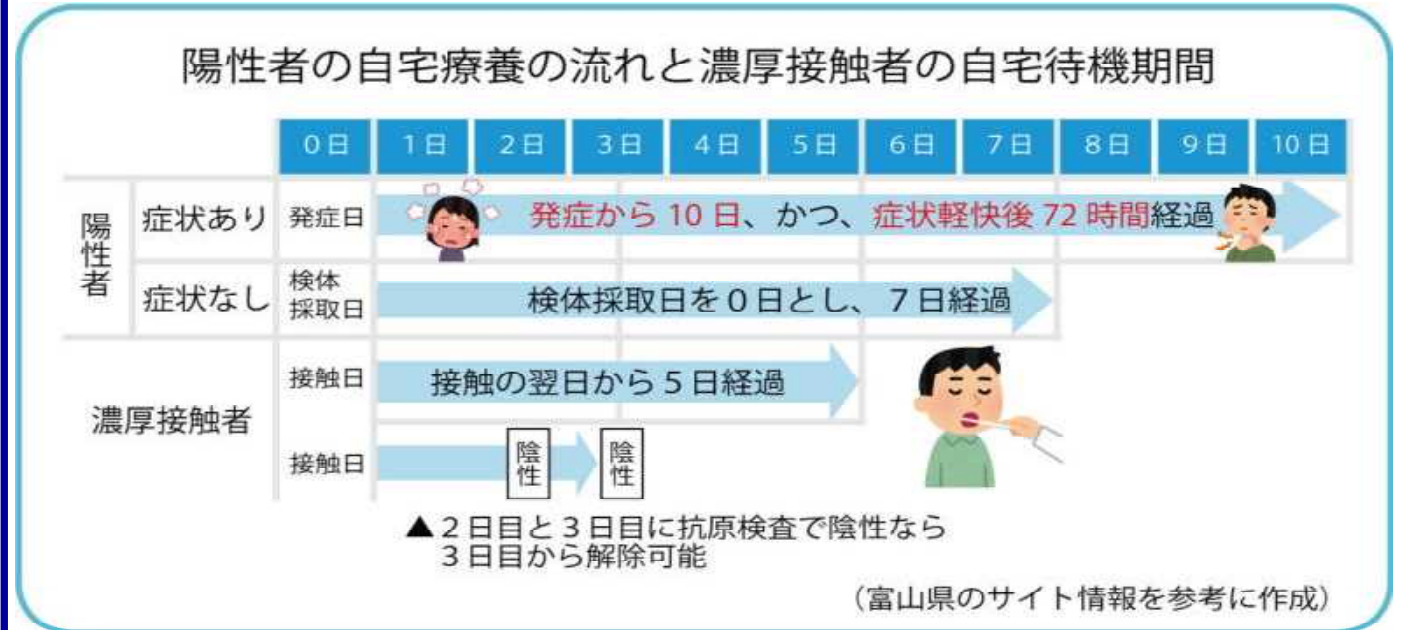 陽性者の自宅療養の流れと濃厚接触者の自宅待機期間
0日 1日 2日 3日 4日 5日 6日 7日 8日 9日 10日
陽性者
症状あり 発症日 発症から10日、かつ、症状軽快後72時間経過
症状なし 検体
採取日 検体採取日を0日とし、7日経過
濃厚接触者
接触日 接触の翌日から5日経過
接触日 陰性 陰性
▲2日目と3日目に抗原検査で陰性なら
3日目から解除可能
（富山県のサイト情報を参考に作成）